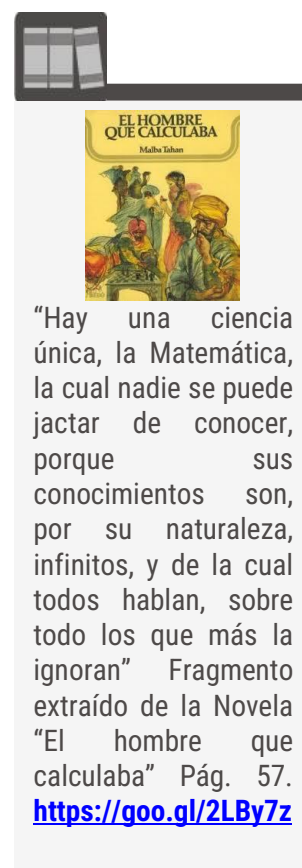 EL HOMBRE
QUE CALCULABA
Malba Tahan
“Hay una ciencia
única, la Matemática,
la cual nadie se puede
jactar de conocer,
porque sus
conocimientos son,
por su naturaleza,
infinitos, y de la cual
todos hablan, sobre
todo los que más la
ignoran” Fragmento
extraído de la Novela
“El hombre que
calculaba” Pág. 57.
https://goo.gl/2LBy7z